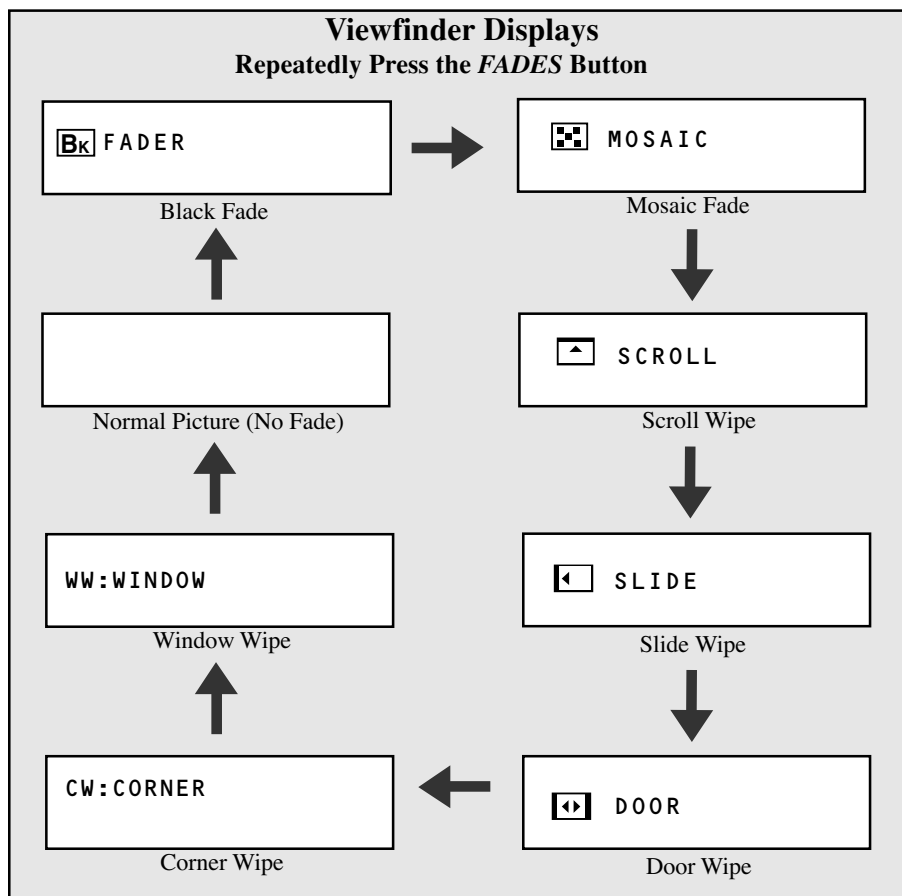 Viewfinder Displays
Repeatedly Press the FADES Button
BK FADER
Black Fade
MOSAIC
Mosaic Fade
Normal Picture (No Fade)
SCROLL
Scroll Wipe
WW:WINDOW
Window Wipe
SLIDE
Slide Wipe
CW:CORNER
Corner Wipe
DOOR
Door Wipe